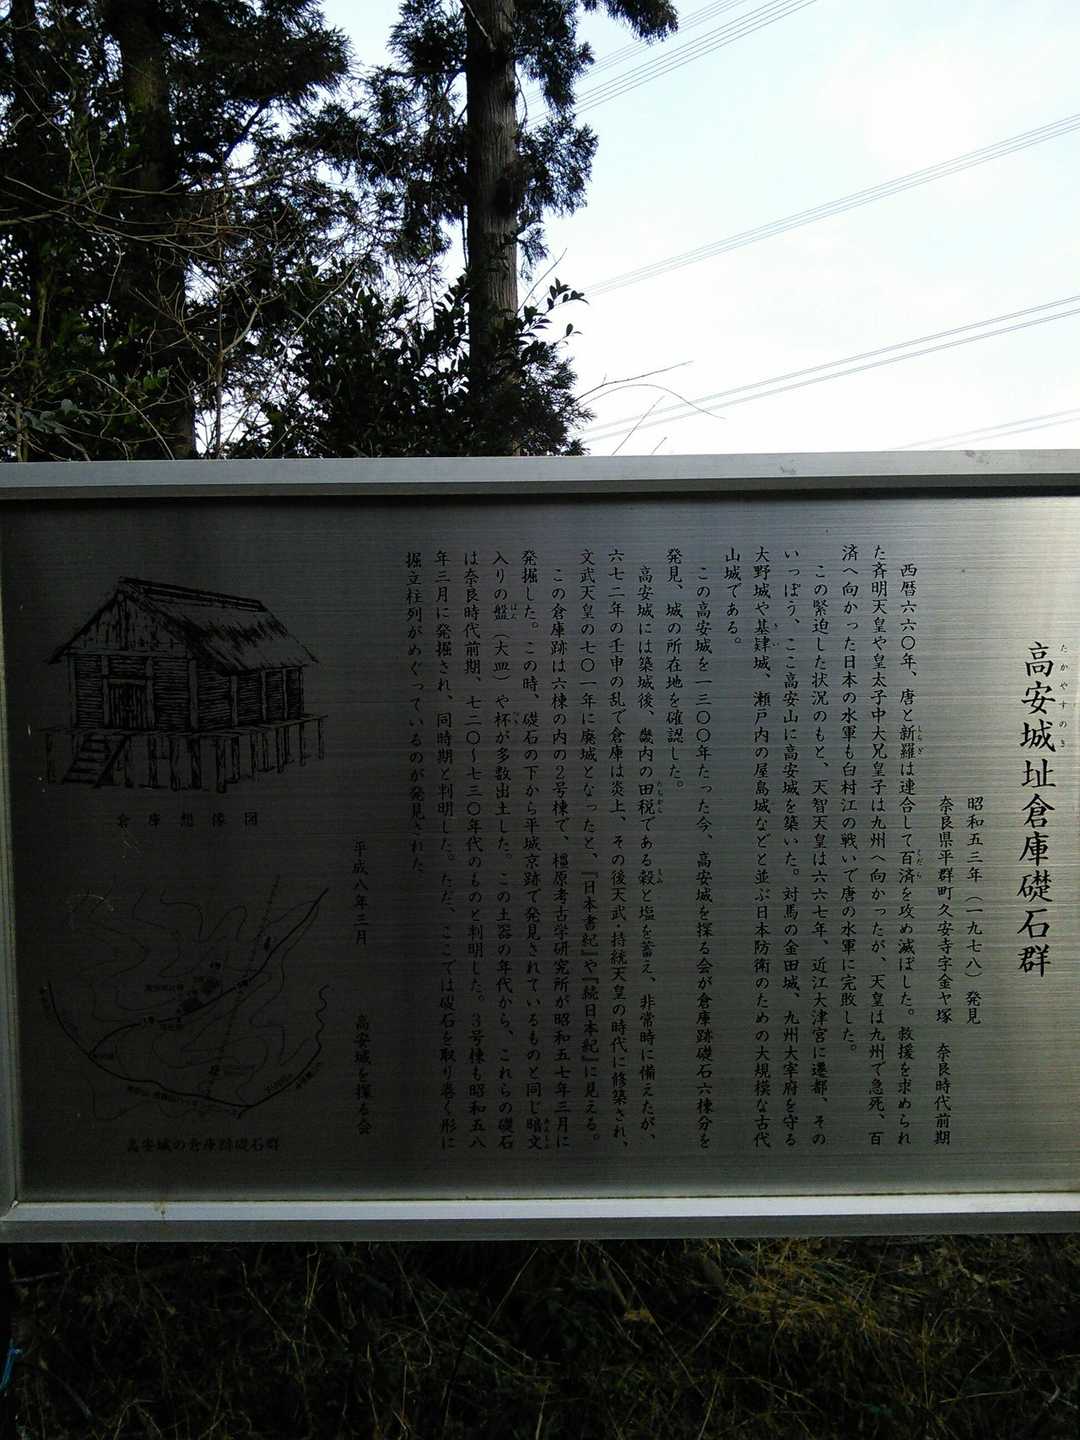 高安城址倉庫礎石群
たかやすのき
昭和五三年（一九七八）発見
奈良県平群町久安寺字金ヤ塚　奈良時代前期
西暦六六〇年、唐と新羅は連合して百済を攻め滅ぼした。救援を求められ
た斉明天皇や皇太子中大兄皇子は九州へ向かったが、天皇は九州で急死、百
済へ向かった日本の水軍も白村江の戦いで唐の水軍に完敗した。
この緊迫した状況のもと、天智天皇は六六七年、近江大津宮に遷都、その
いっぽう、ここ高安山に高安城を築いた。対馬の金田城、九州大宰府を守る
大野城や基肄城、瀬戸内の屋島城などと並ぶ日本防衛のための大規模な古代
山城である。
この高安城を一三〇〇年たった今、高安城を探る会が倉庫跡礎石六棟分を
発見、城の所在地を確認した。
高安城には築城後、畿内の田税である穀と塩を蓄え、非常時に備えたが、
六七二年の壬申の乱で倉庫は炎上、その後天武・持統天皇の時代に修築され、
文武天皇の七〇一年に廃城となったと、『日本書紀』や『続日本紀』に見える。
この倉庫跡は六棟の内の2号棟で、橿原考古学研究所が昭和五七年三月に
発掘した。この時、礎石の下から平城京跡で発見されているものと同じ暗文
入りの盤（大皿）や杯が多数出土した。この土器の年代から、これらの礎石
は奈良時代前期、七二〇〜七三〇年代のものと判明した。3号棟も昭和五八
年三月に発掘され、同時期と判明した。ただ、ここでは礎石を取り巻く形に
掘立柱列がめぐっているのが発見された。
平成八年三月　高安城を探る会
倉庫想像図
高安城の倉庫跡礎石群